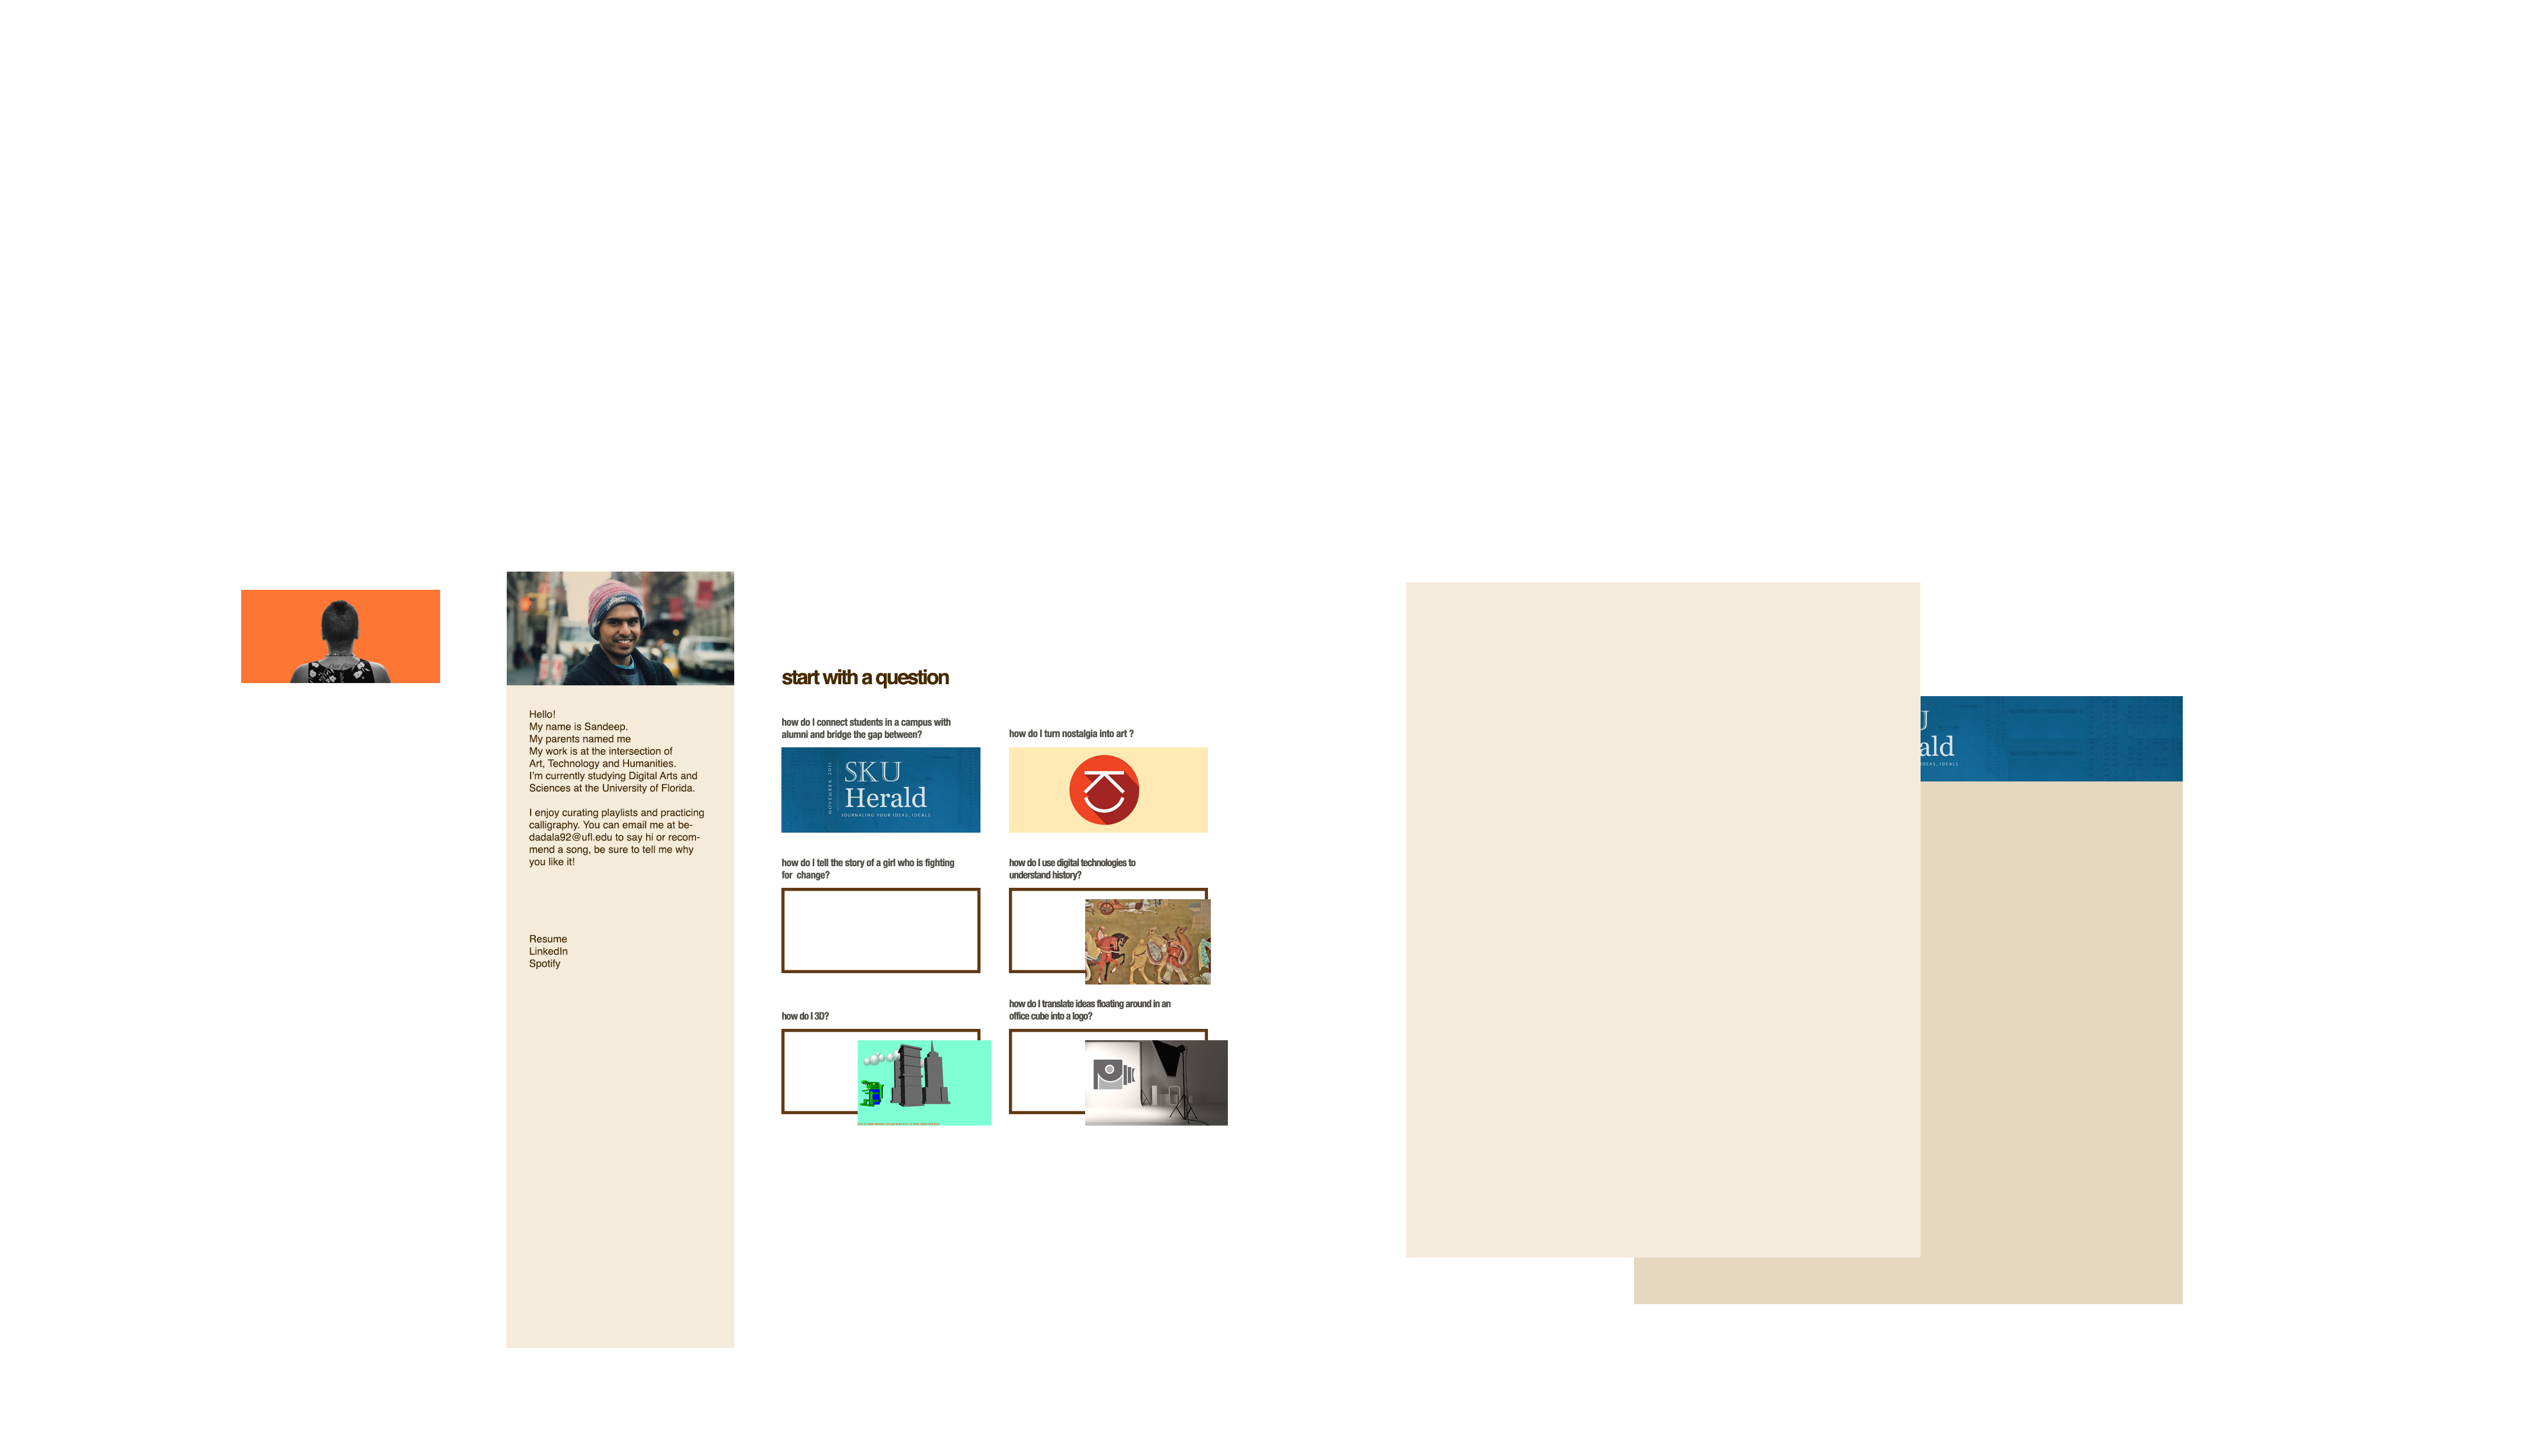 Hello!
My name is Sandeep.
My parents named me
My work is at the intersection of
Art, Technology and Humanities.
I'm currently studying Digital Arts and
Sciences at the University of Florida.
I enjoy curating playlists and practicing
calligraphy. You can email me at be-
dadala92@ufl.edu to say hi or recom-
mend a song, be sure to tell me why
you like it!
Resume
LinkedIn
Spotify
start with a question
how do I connect students in a campus with
alumni and bridge the gap between?
NOVEMBER 2011
SKU
Herald
JOURNALING YOUR IDEAS, IDEALS
how do I turn nostalgia into art ?
how do I tell the story of a girl who is fighting
for  change?
how do I use digital technologies to
understand history?
how do I 3D?
how do I translate ideas floating around in an
office cube into a logo?
U
ald
IDEAS, IDEALS